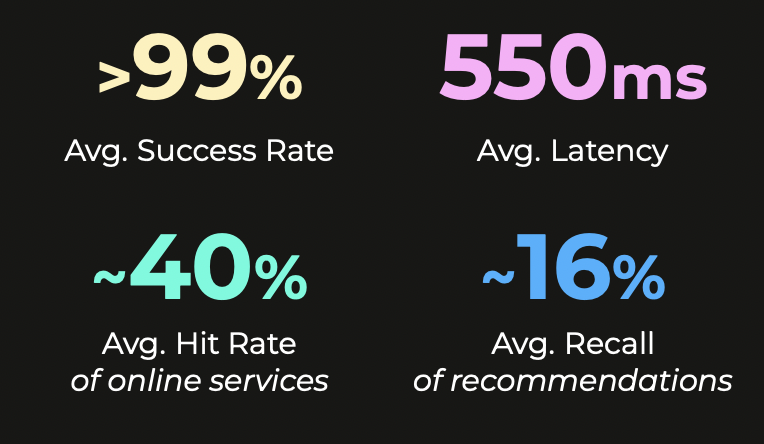 >99%
Avg. Success Rate
550ms
Avg. Latency
~40%
Avg. Hit Rate
of online services
~16%
Avg. Recall
of recommendations